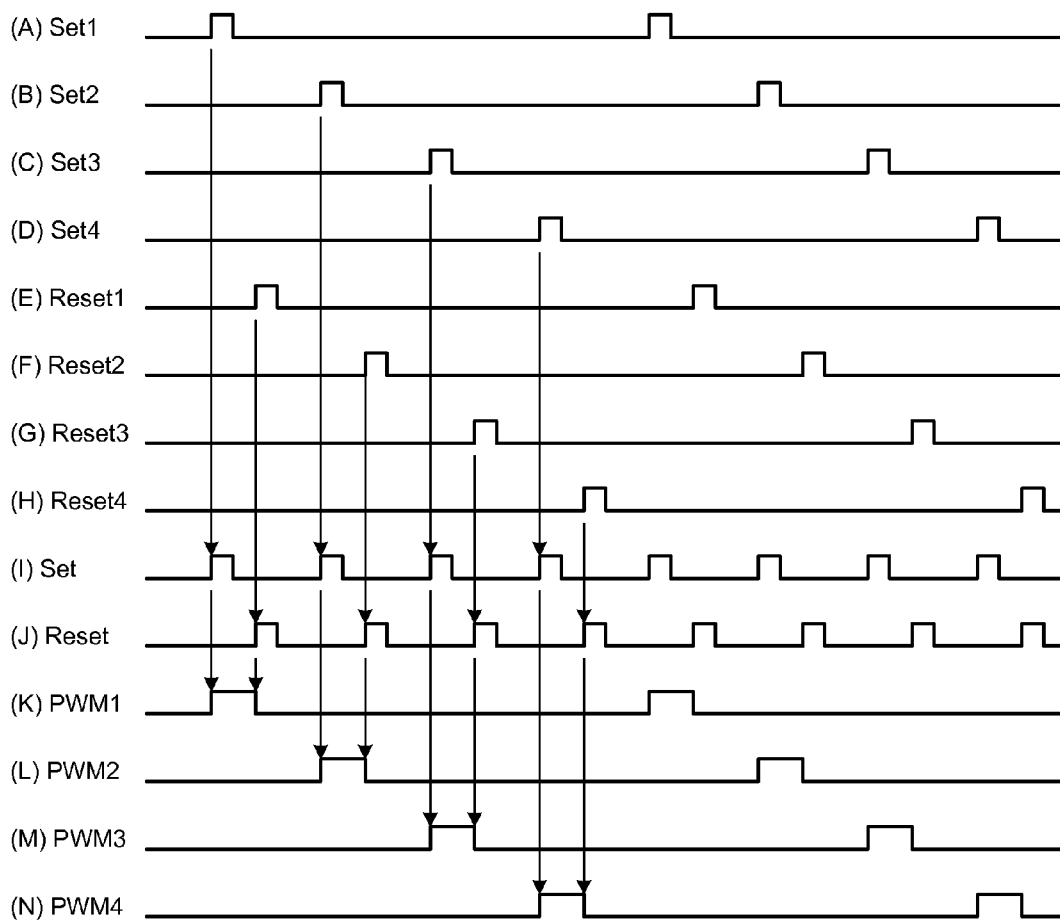 (A) Set1
(B) Set2
(C) Set3
(D) Set4
(E) Reset1
(F) Reset2
(G) Reset3
(H) Reset4
(I) Set
(J) Reset
(K) PWM1
(L) PWM2
(M) PWM3
(N) PWM4